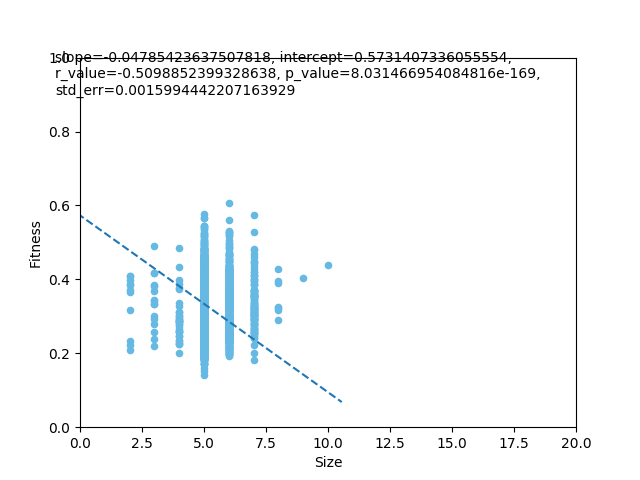 slope=-0.04785423637507818, intercept=0.5731407336055554,
r_value=-0.5098852399328638, p_value=8.031466954084816e-169,
std_err=0.0015994442207163929
1.0
0.8
0.6
0.4
0.2
0.0
Fitness
0.0 2.5 5.0 7.5 10.0 12.5 15.0 17.5 20.0
Size